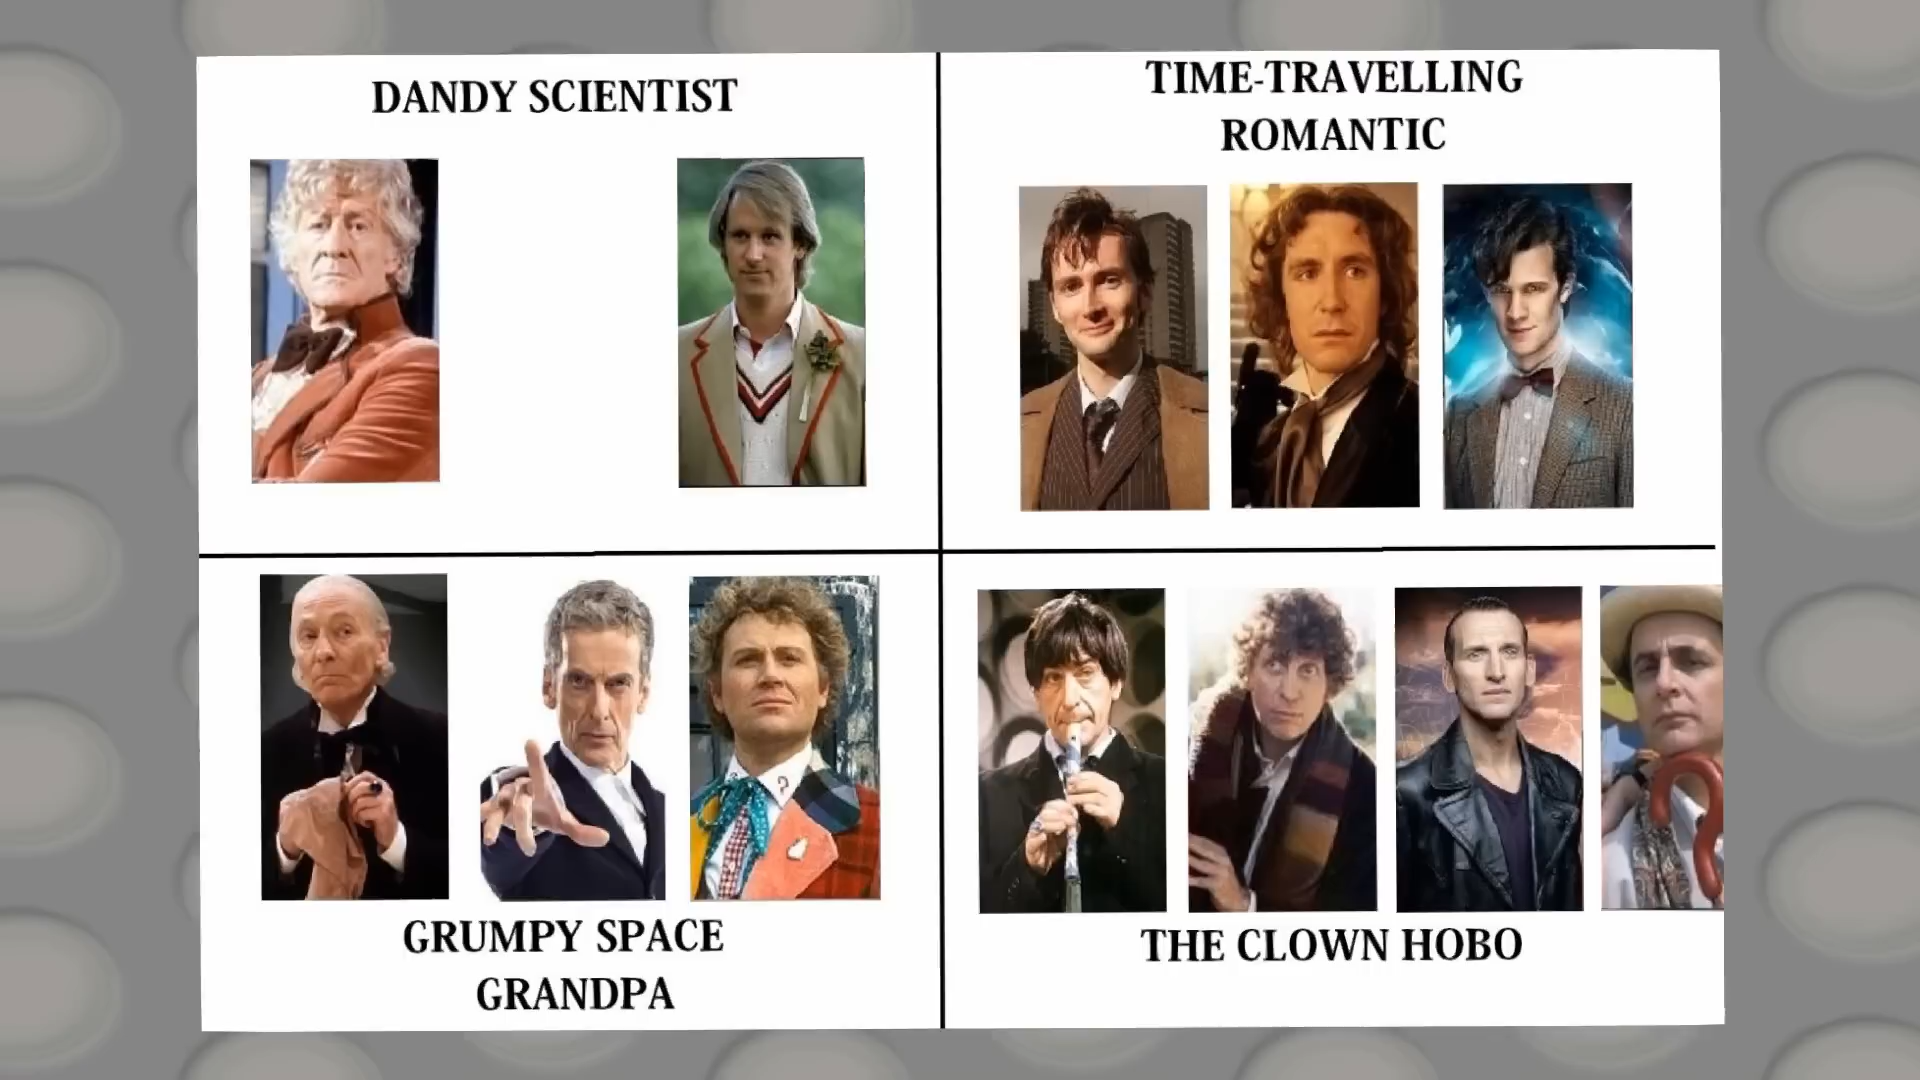 DANDY SCIENTIST
TIME-TRAVELLING
ROMANTIC
GRUMPY SPACE
GRANDPA
THE CLOWN HOBO